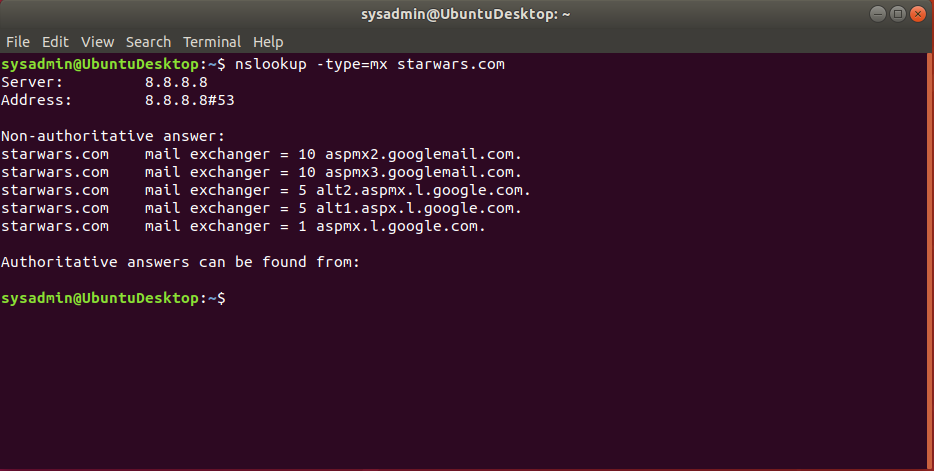 sysadmin@UbuntuDesktop: ~
File Edit View Search Terminal Help
sysadmin@UbuntuDesktop:~$ nslookup -type=mx starwars.com
Server: 8.8.8.8
Address: 8.8.8.8#53
Non-authoritative answer:
starwars.com mail exchanger = 10 aspmx2.googlemail.com.
starwars.com mail exchanger = 10 aspmx3.googlemail.com.
starwars.com mail exchanger = 5 alt2.aspmx.l.google.com.
starwars.com mail exchanger = 5 alt1.aspx.l.google.com.
starwars.com mail exchanger = 1 aspmx.l.google.com.
Authoritative answers can be found from:
sysadmin@UbuntuDesktop:~$